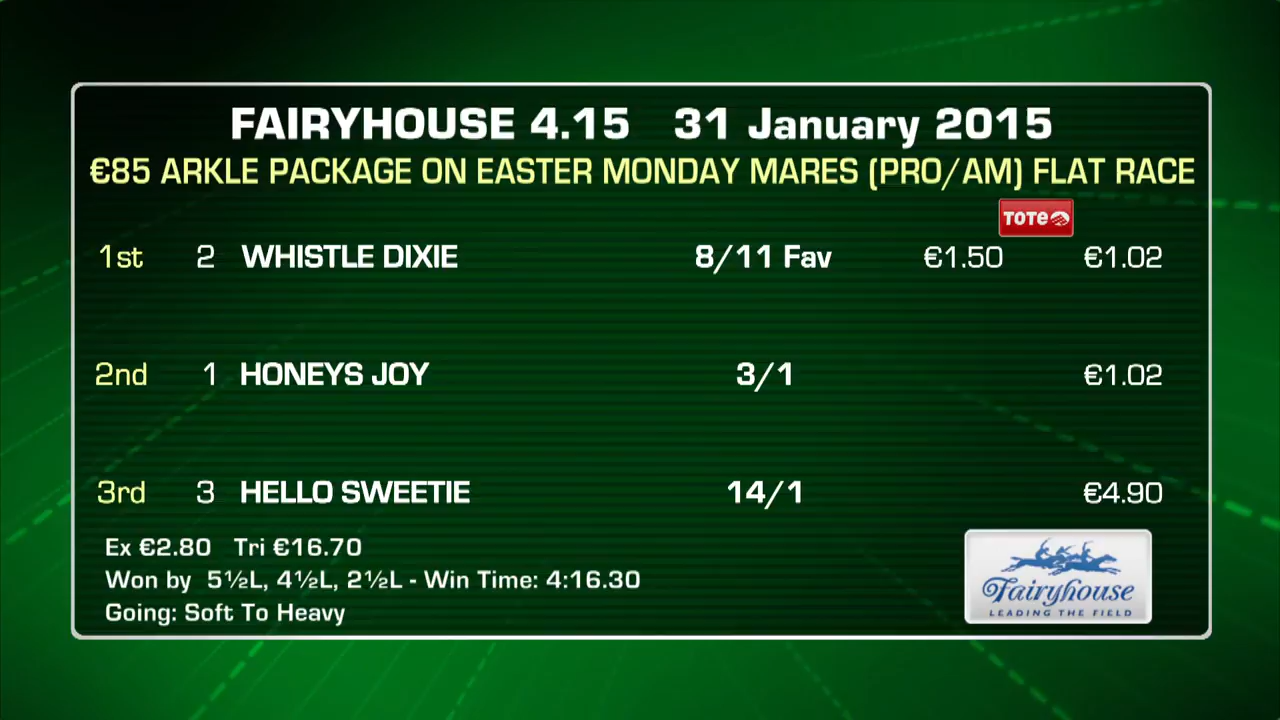 FAIRYHOUSE 4.15 31 January 2015
€85 ARKLE PACKAGE ON EASTER MONDAY MARES (PRO/AM) FLAT RACE
TOTE
1st 2 WHISTLE DIXIE 8/11 Fav €1.50 €1.02
2nd 1 HONEYS JOY 3/1 €1.02
3rd 3 HELLO SWEETIE 14/1 €4.90
Ex €2.80 Tri €16.70
Won by 5½L, 4½L, 2½L - Win Time: 4:16.30
Going: Soft To Heavy
Fairyhouse
LEADING THE FIELD